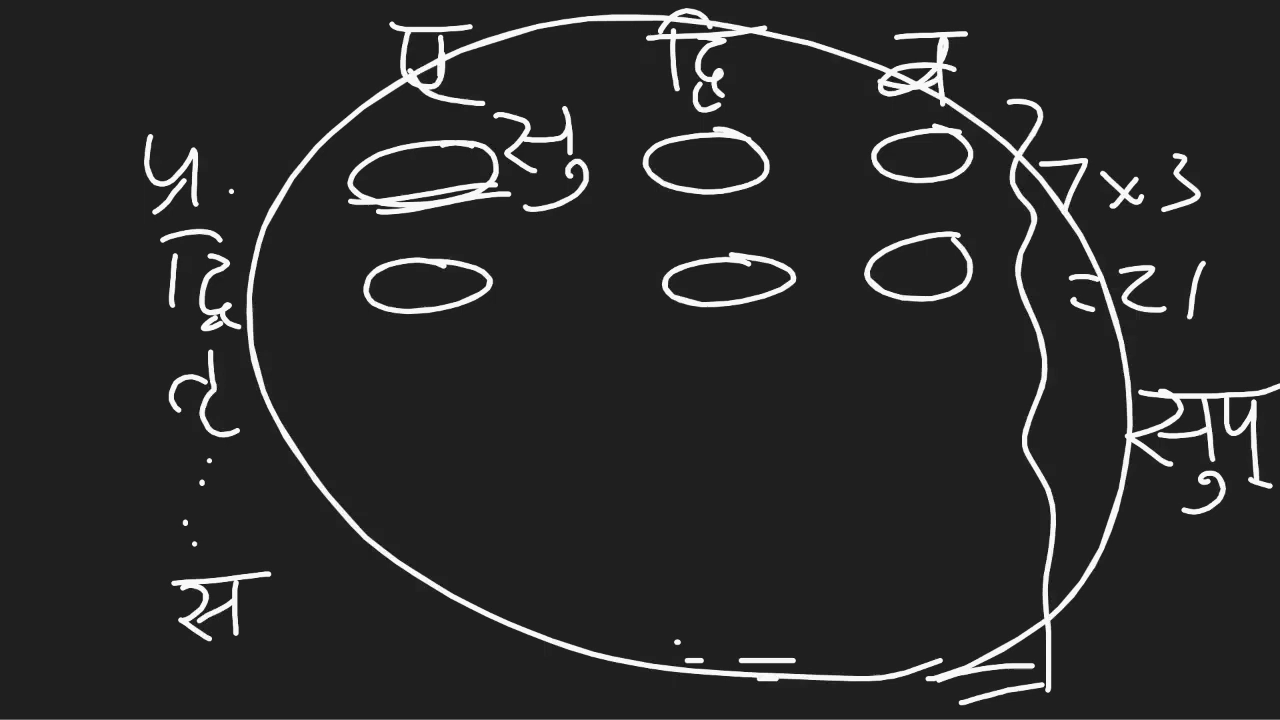 ए द्वि ब
प्र. सु 7 × 3
द्वि = 21
तृ
सुप्
स